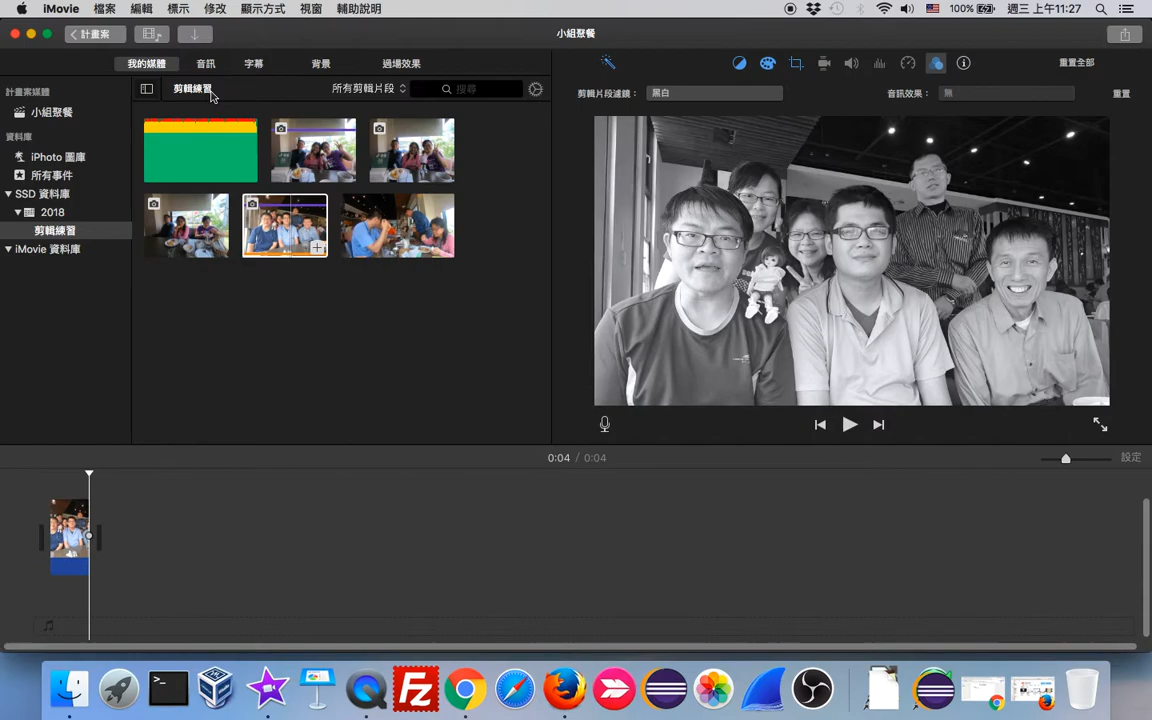 iMovie 檔案 編輯 標示 修改 顯示方式 視窗 輔助說明 100% 週三 上午11:27
計畫案 小組聚餐
我的媒體 音訊 字幕 背景 過場效果 重置全部
計畫案媒體 剪輯練習 所有剪輯片段 搜尋 剪輯片段濾鏡： 黑白 音訊效果： 無 重置
小組聚餐
資料庫
iPhoto 圖庫
所有事件
SSD 資料庫
2018
剪輯練習
iMovie 資料庫
0:04 / 0:04 設定
>_
Fz